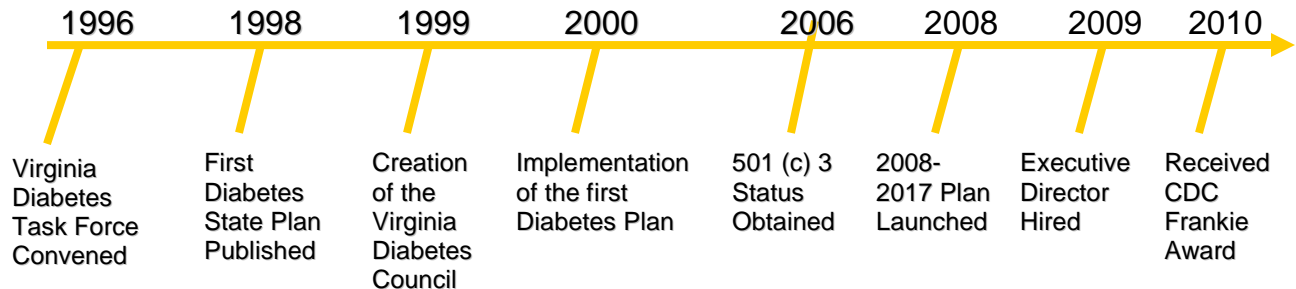 1996 1998 1999 2000 2006 2008 2009 2010
Virginia
Diabetes
Task Force
Convened
First
Diabetes
State Plan
Published
Creation
of the
Virginia
Diabetes
Council
Implementation
of the first
Diabetes Plan
501 (c) 3
Status
Obtained
2008-
2017 Plan
Launched
Executive
Director
Hired
Received
CDC
Frankie
Award